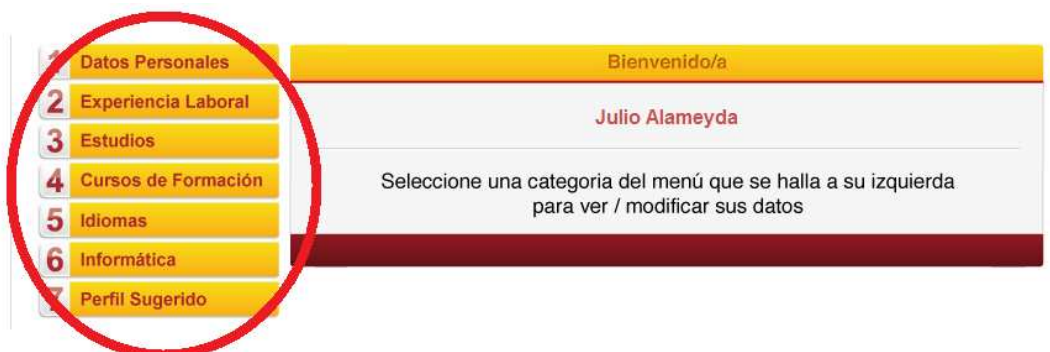 1 Datos Personales
2 Experiencia Laboral
3 Estudios
4 Cursos de Formación
5 Idiomas
6 Informática
7 Perfil Sugerido
Bienvenido/a
Julio Alameyda
Seleccione una categoria del menú que se halla a su izquierda
para ver / modificar sus datos